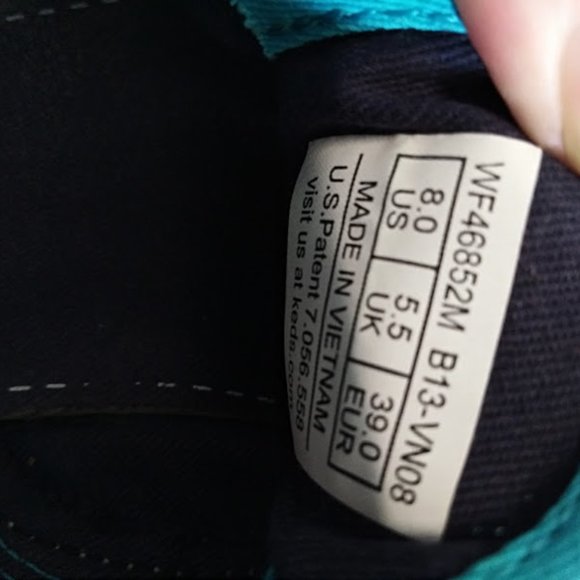 WF46852M B13-VN08
8.0 5.5 39.0
US UK EUR
MADE IN VIETNAM
U.S.Patent 7.056.558
visit us at keds.com